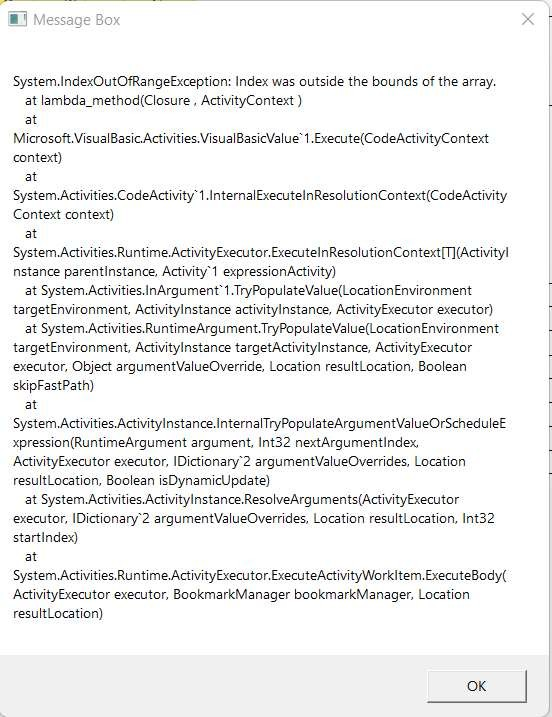 Message Box
System.IndexOutOfRangeException: Index was outside the bounds of the array.
at lambda_method(Closure , ActivityContext )
at
Microsoft.VisualBasic.Activities.VisualBasicValue`1.Execute(CodeActivityContext
context)
at
System.Activities.CodeActivity`1.InternalExecuteInResolutionContext(CodeActivity
Context context)
at
System.Activities.Runtime.ActivityExecutor.ExecuteInResolutionContext[T](ActivityI
nstance parentInstance, Activity`1 expressionActivity)
at System.Activities.InArgument`1.TryPopulateValue(LocationEnvironment
targetEnvironment, ActivityInstance activityInstance, ActivityExecutor executor)
at System.Activities.RuntimeArgument.TryPopulateValue(LocationEnvironment
targetEnvironment, ActivityInstance targetActivityInstance, ActivityExecutor
executor, Object argumentValueOverride, Location resultLocation, Boolean
skipFastPath)
at
System.Activities.ActivityInstance.InternalTryPopulateArgumentValueOrScheduleE
xpression(RuntimeArgument argument, Int32 nextArgumentIndex,
ActivityExecutor executor, IDictionary`2 argumentValueOverrides, Location
resultLocation, Boolean isDynamicUpdate)
at System.Activities.ActivityInstance.ResolveArguments(ActivityExecutor
executor, IDictionary`2 argumentValueOverrides, Location resultLocation, Int32
startIndex)
at
System.Activities.Runtime.ActivityExecutor.ExecuteActivityWorkItem.ExecuteBody(
ActivityExecutor executor, BookmarkManager bookmarkManager, Location
resultLocation)
OK